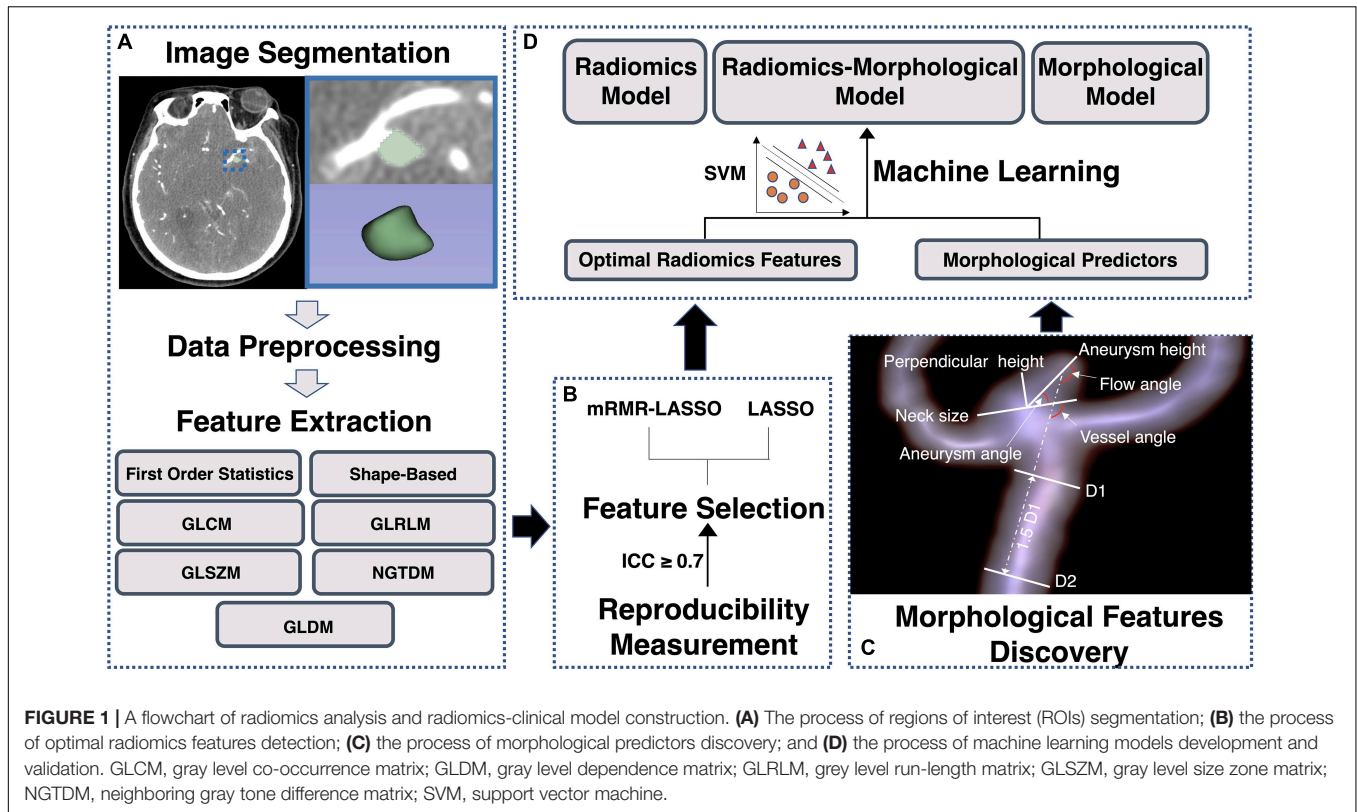 A
Image Segmentation
Data Preprocessing
Feature Extraction
First Order Statistics
Shape-Based
GLCM
GLRLM
GLSZM
NGTDM
GLDM
B
mRMR-LASSO
LASSO
Feature Selection
ICC ≥ 0.7
Reproducibility
Measurement
Perpendicular height
Aneurysm height
Flow angle
Neck size
Vessel angle
Aneurysm angle
D1
1.5 D1
D2
Morphological Features
Discovery
C
D
Radiomics
Model
Radiomics-Morphological
Model
Morphological
Model
SVM
Machine Learning
Optimal Radiomics Features
Morphological Predictors
FIGURE 1 | A flowchart of radiomics analysis and radiomics-clinical model construction. (A) The process of regions of interest (ROIs) segmentation; (B) the process
of optimal radiomics features detection; (C) the process of morphological predictors discovery; and (D) the process of machine learning models development and
validation. GLCM, gray level co-occurrence matrix; GLDM, gray level dependence matrix; GLRLM, grey level run-length matrix; GLSZM, gray level size zone matrix;
NGTDM, neighboring gray tone difference matrix; SVM, support vector machine.